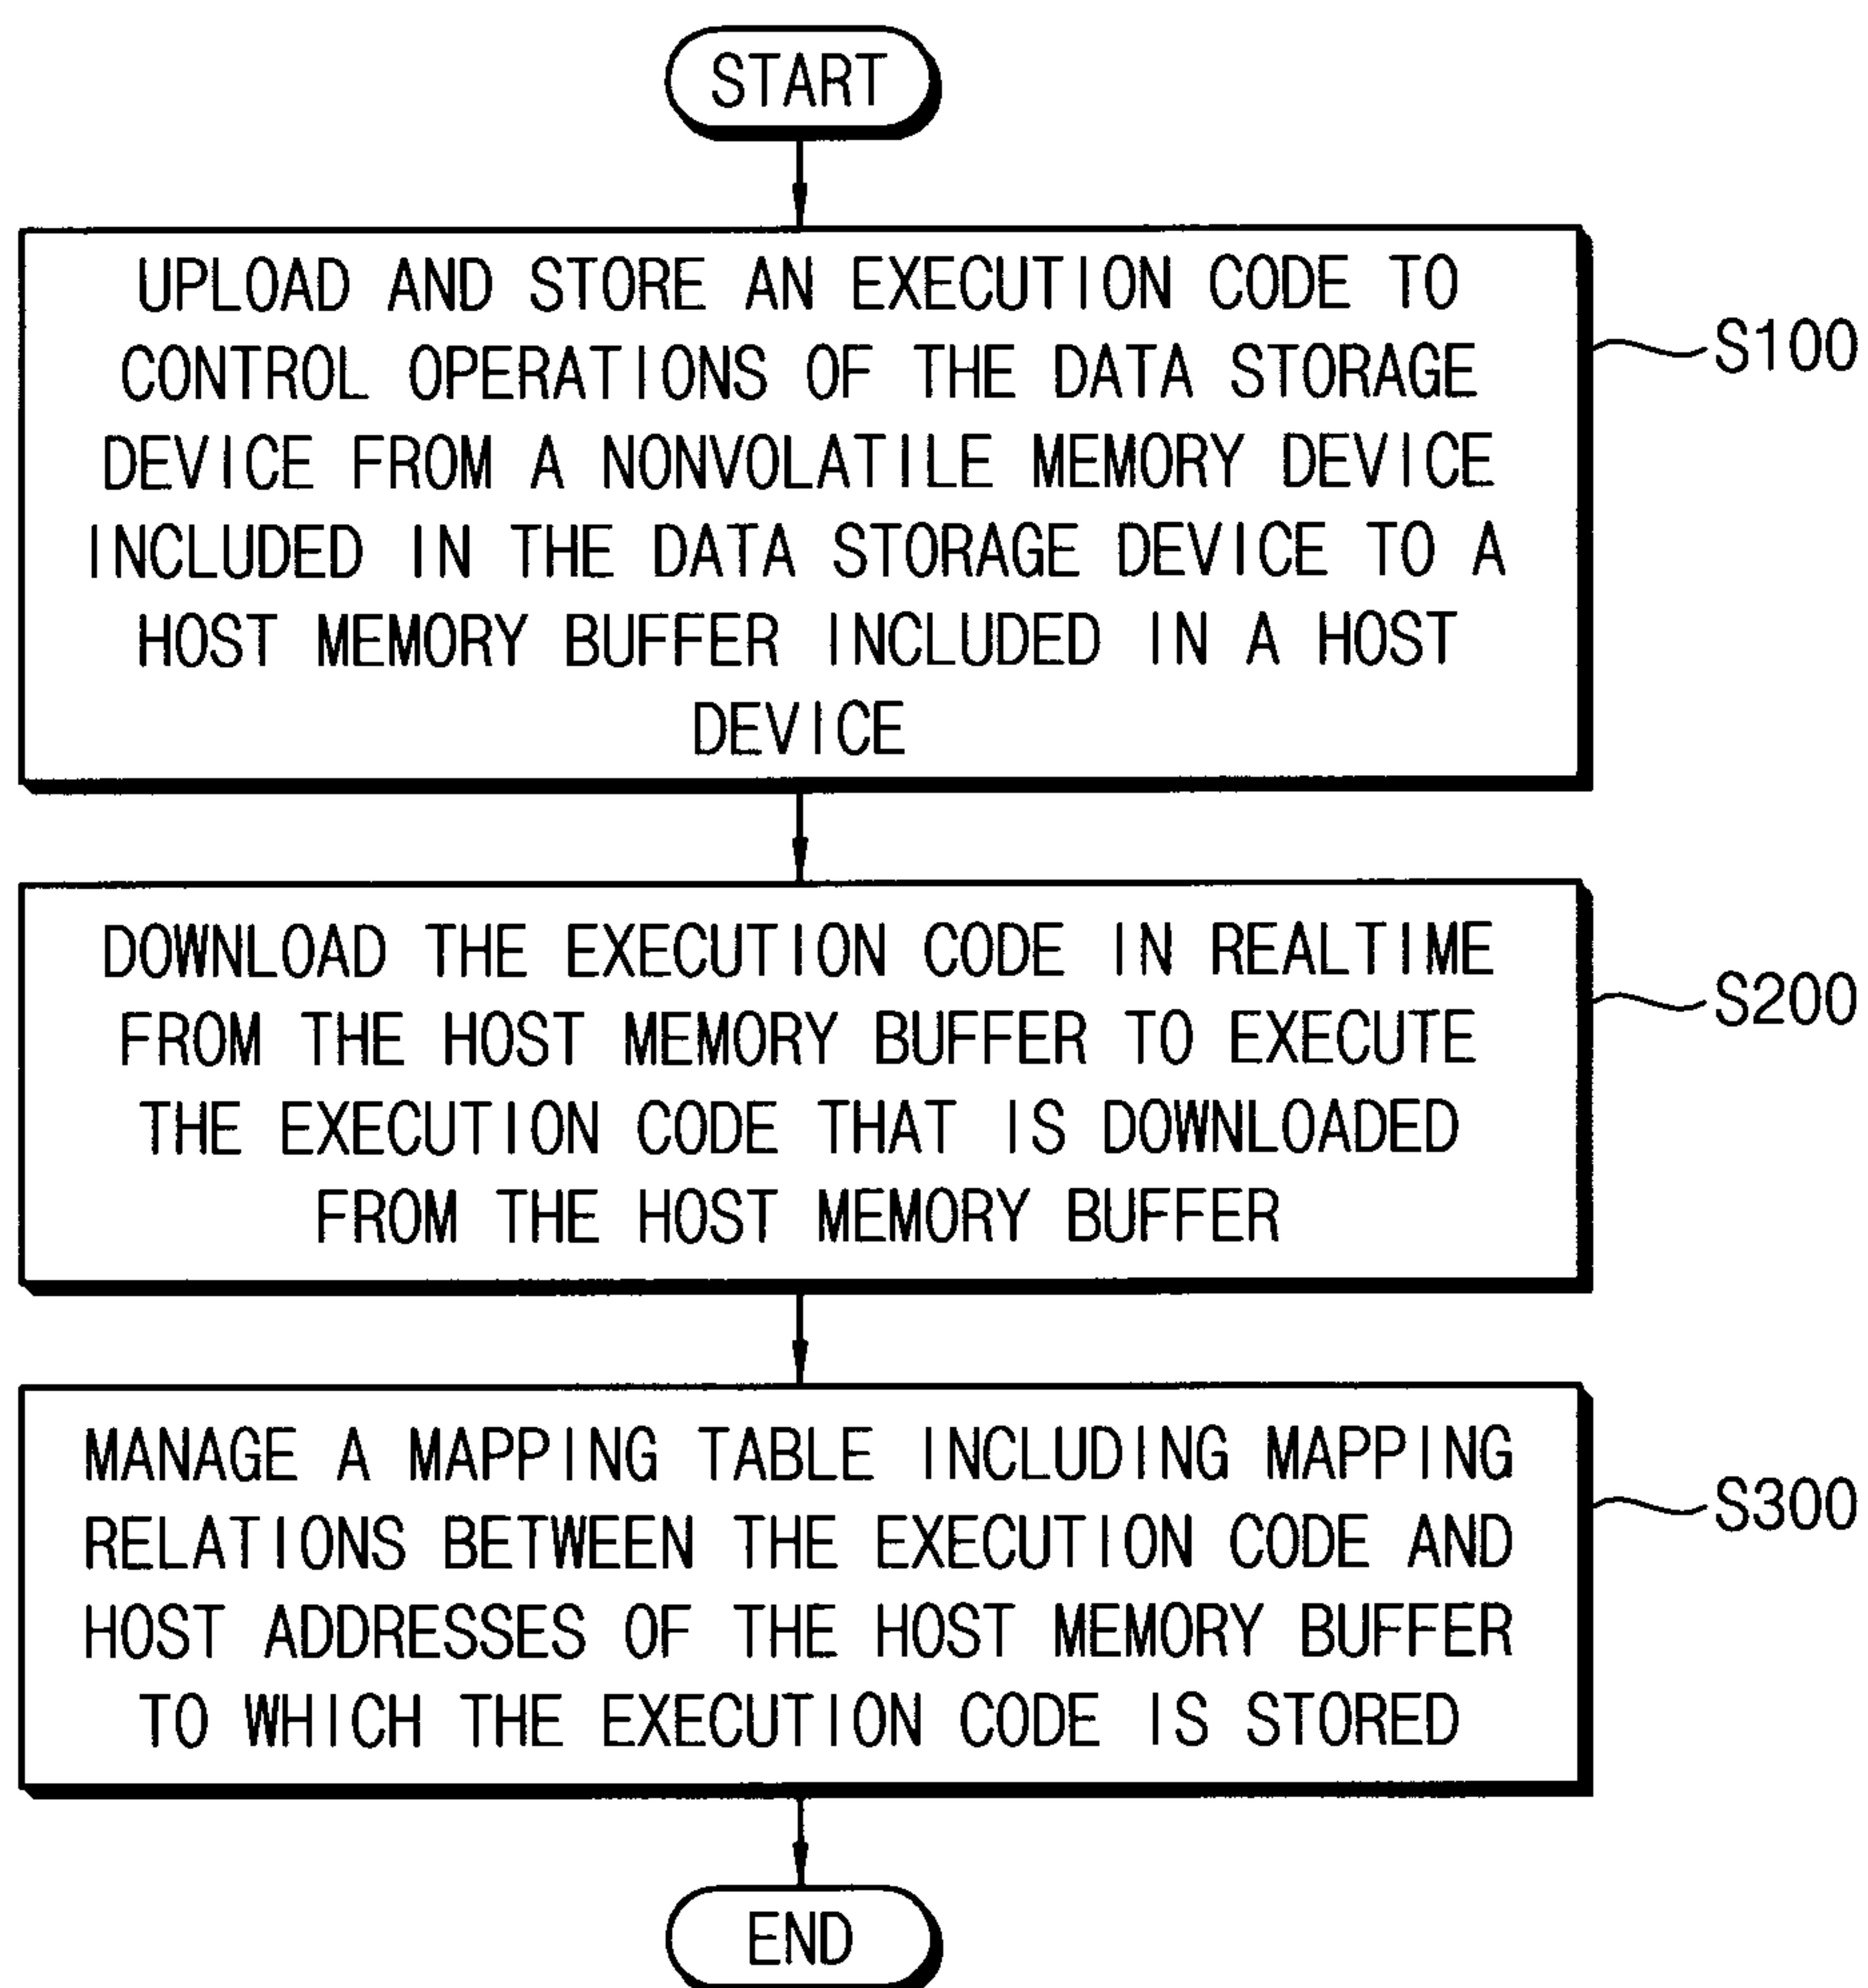 START
UPLOAD AND STORE AN EXECUTION CODE TO
CONTROL OPERATIONS OF THE DATA STORAGE
DEVICE FROM A NONVOLATILE MEMORY DEVICE
INCLUDED IN THE DATA STORAGE DEVICE TO A
HOST MEMORY BUFFER INCLUDED IN A HOST
DEVICE
S100
DOWNLOAD THE EXECUTION CODE IN REALTIME
FROM THE HOST MEMORY BUFFER TO EXECUTE
THE EXECUTION CODE THAT IS DOWNLOADED
FROM THE HOST MEMORY BUFFER
S200
MANAGE A MAPPING TABLE INCLUDING MAPPING
RELATIONS BETWEEN THE EXECUTION CODE AND
HOST ADDRESSES OF THE HOST MEMORY BUFFER
TO WHICH THE EXECUTION CODE IS STORED
S300
END